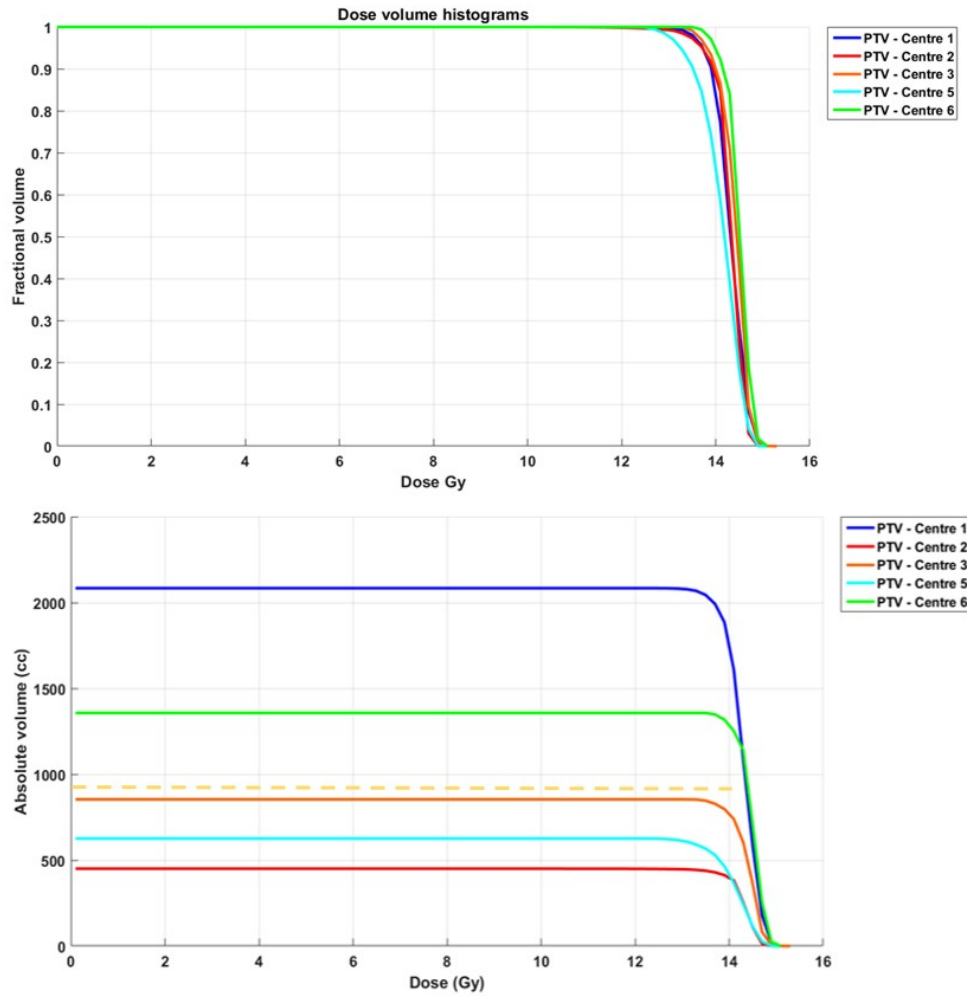 Dose volume histograms
1
0.9
0.8
0.7
0.6
0.5
0.4
0.3
0.2
0.1
0
Fractional volume
0 2 4 6 8 10 12 14 16
Dose Gy
PTV - Centre 1
PTV - Centre 2
PTV - Centre 3
PTV - Centre 5
PTV - Centre 6
2500
2000
1500
1000
500
0
Absolute volume (cc)
0 2 4 6 8 10 12 14 16
Dose (Gy)
PTV - Centre 1
PTV - Centre 2
PTV - Centre 3
PTV - Centre 5
PTV - Centre 6